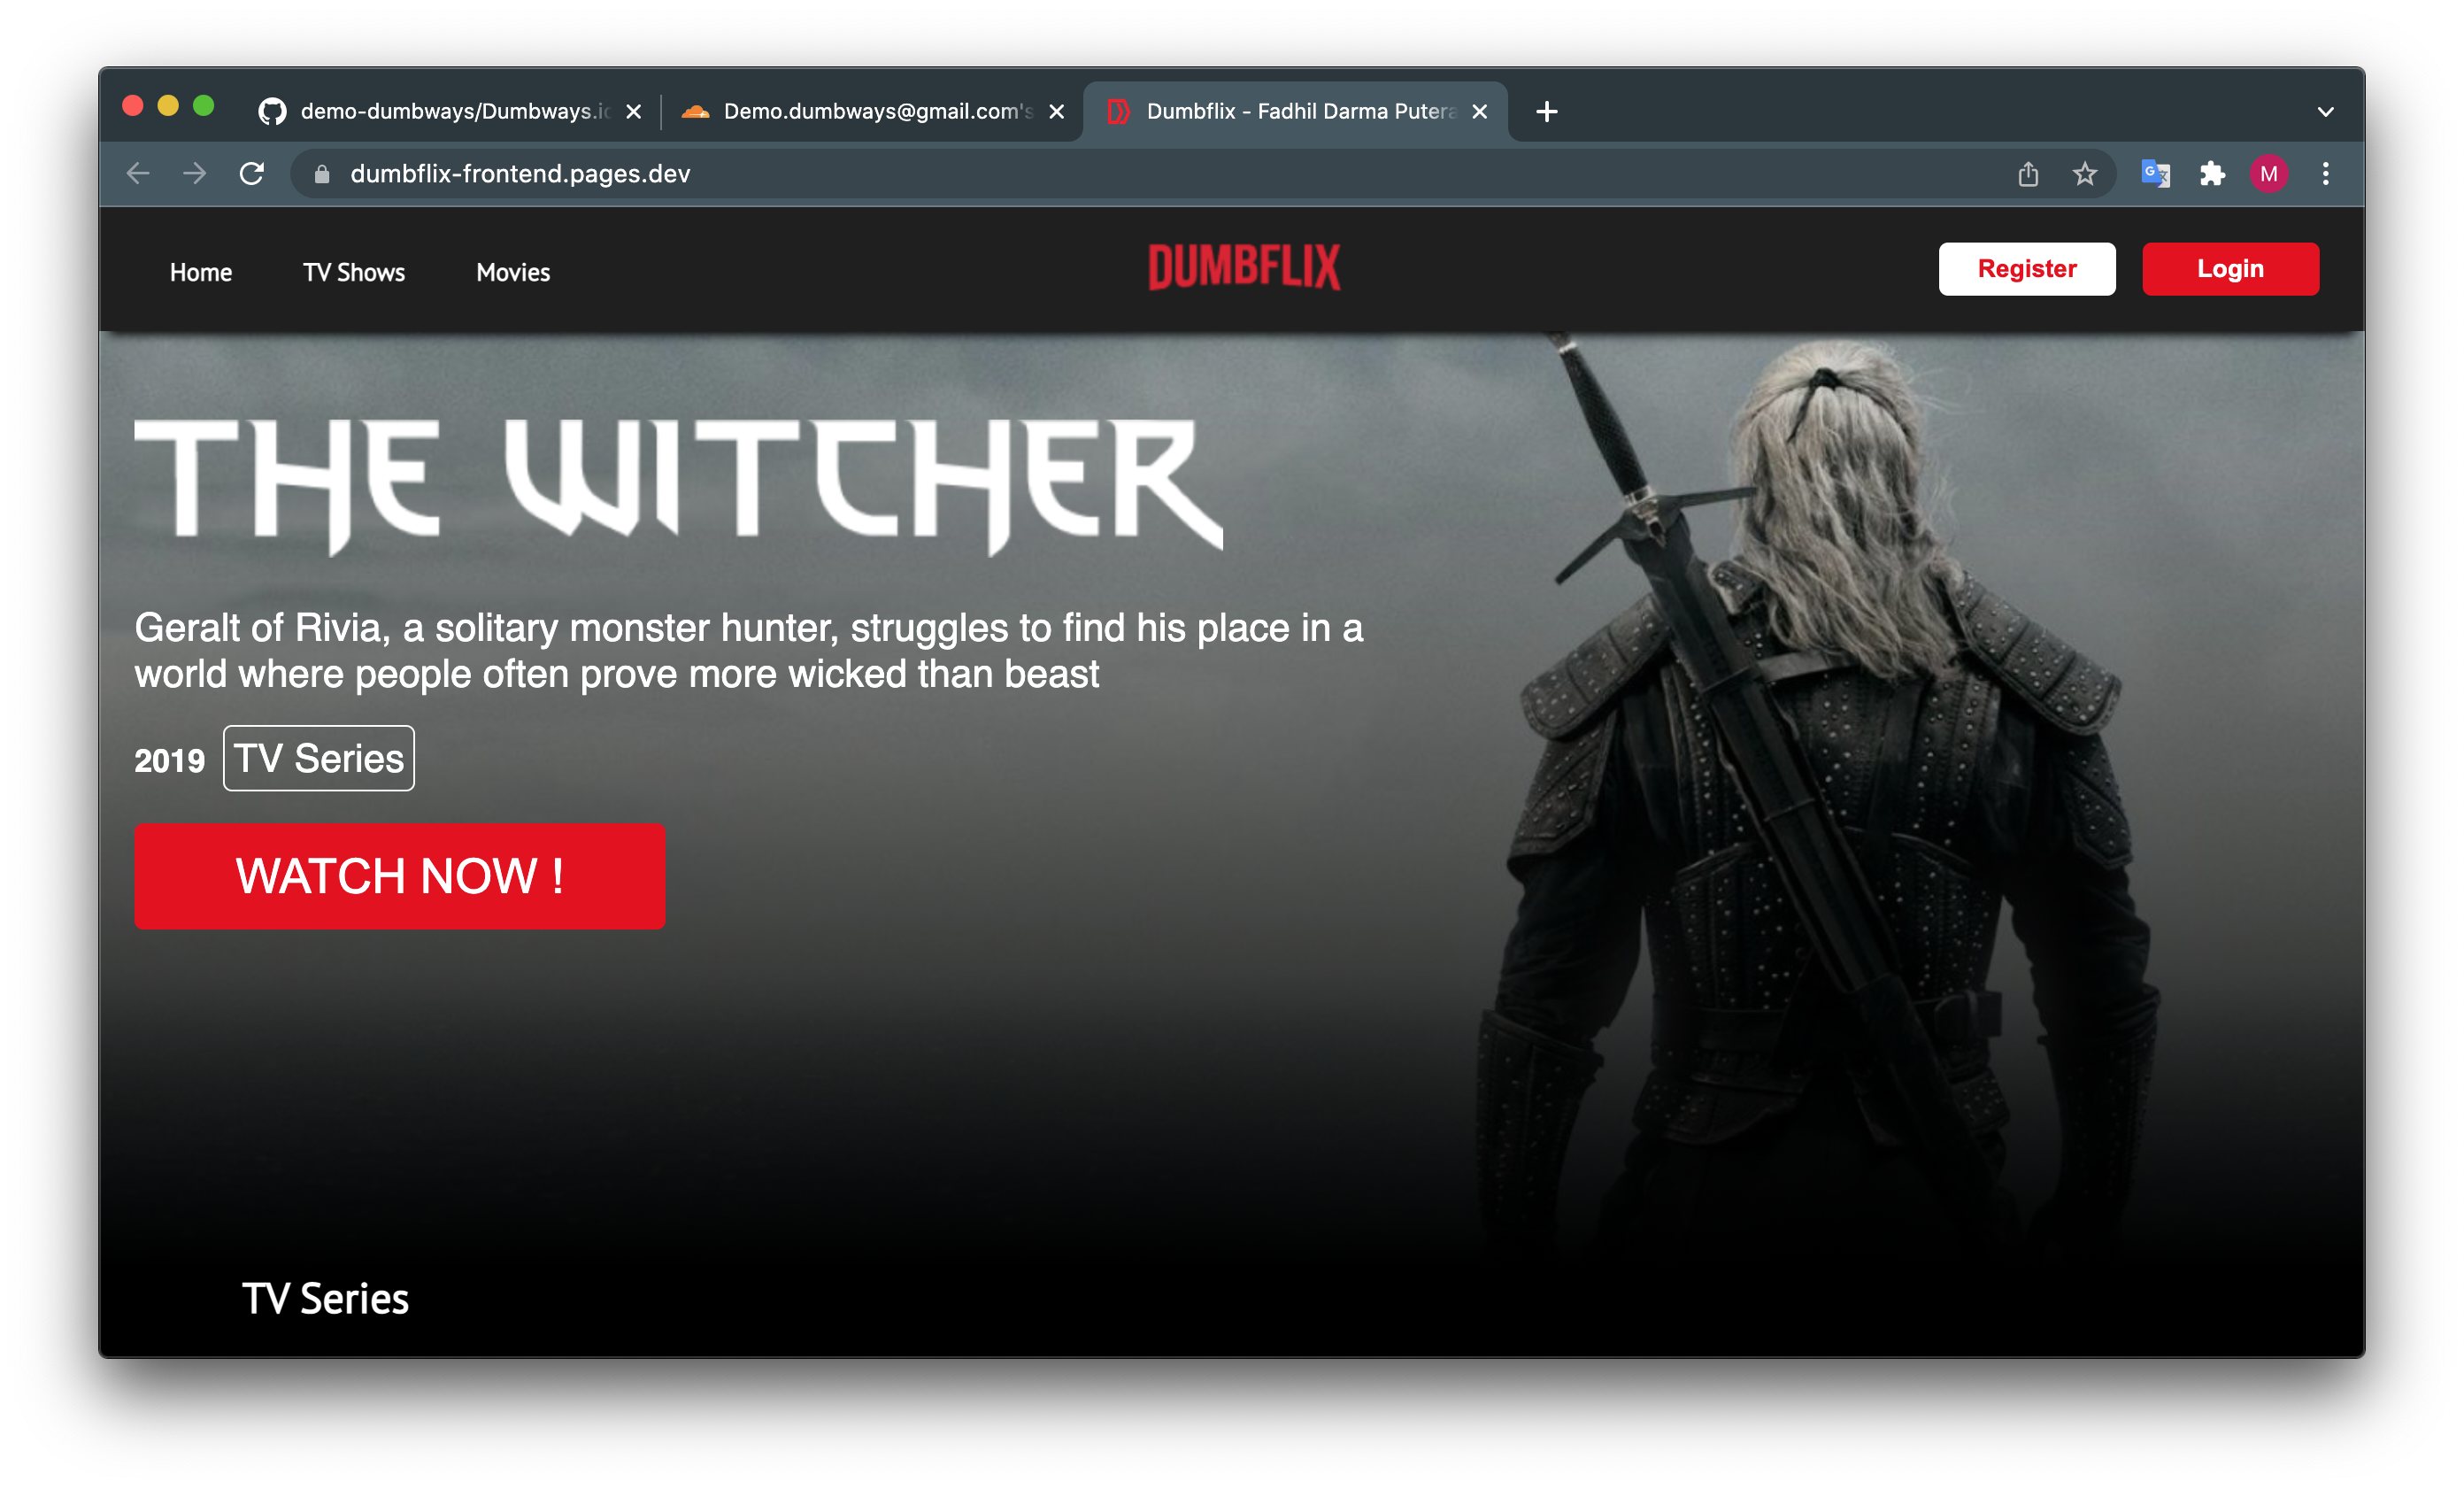 demo-dumbways/Dumbways.io
Demo.dumbways@gmail.com's
Dumbflix - Fadhil Darma Putera
dumbflix-frontend.pages.dev
M
Home
TV Shows
Movies
DUMBFLIX
Register
Login
THE WITCHER
Geralt of Rivia, a solitary monster hunter, struggles to find his place in a
world where people often prove more wicked than beast
2019
TV Series
WATCH NOW !
TV Series